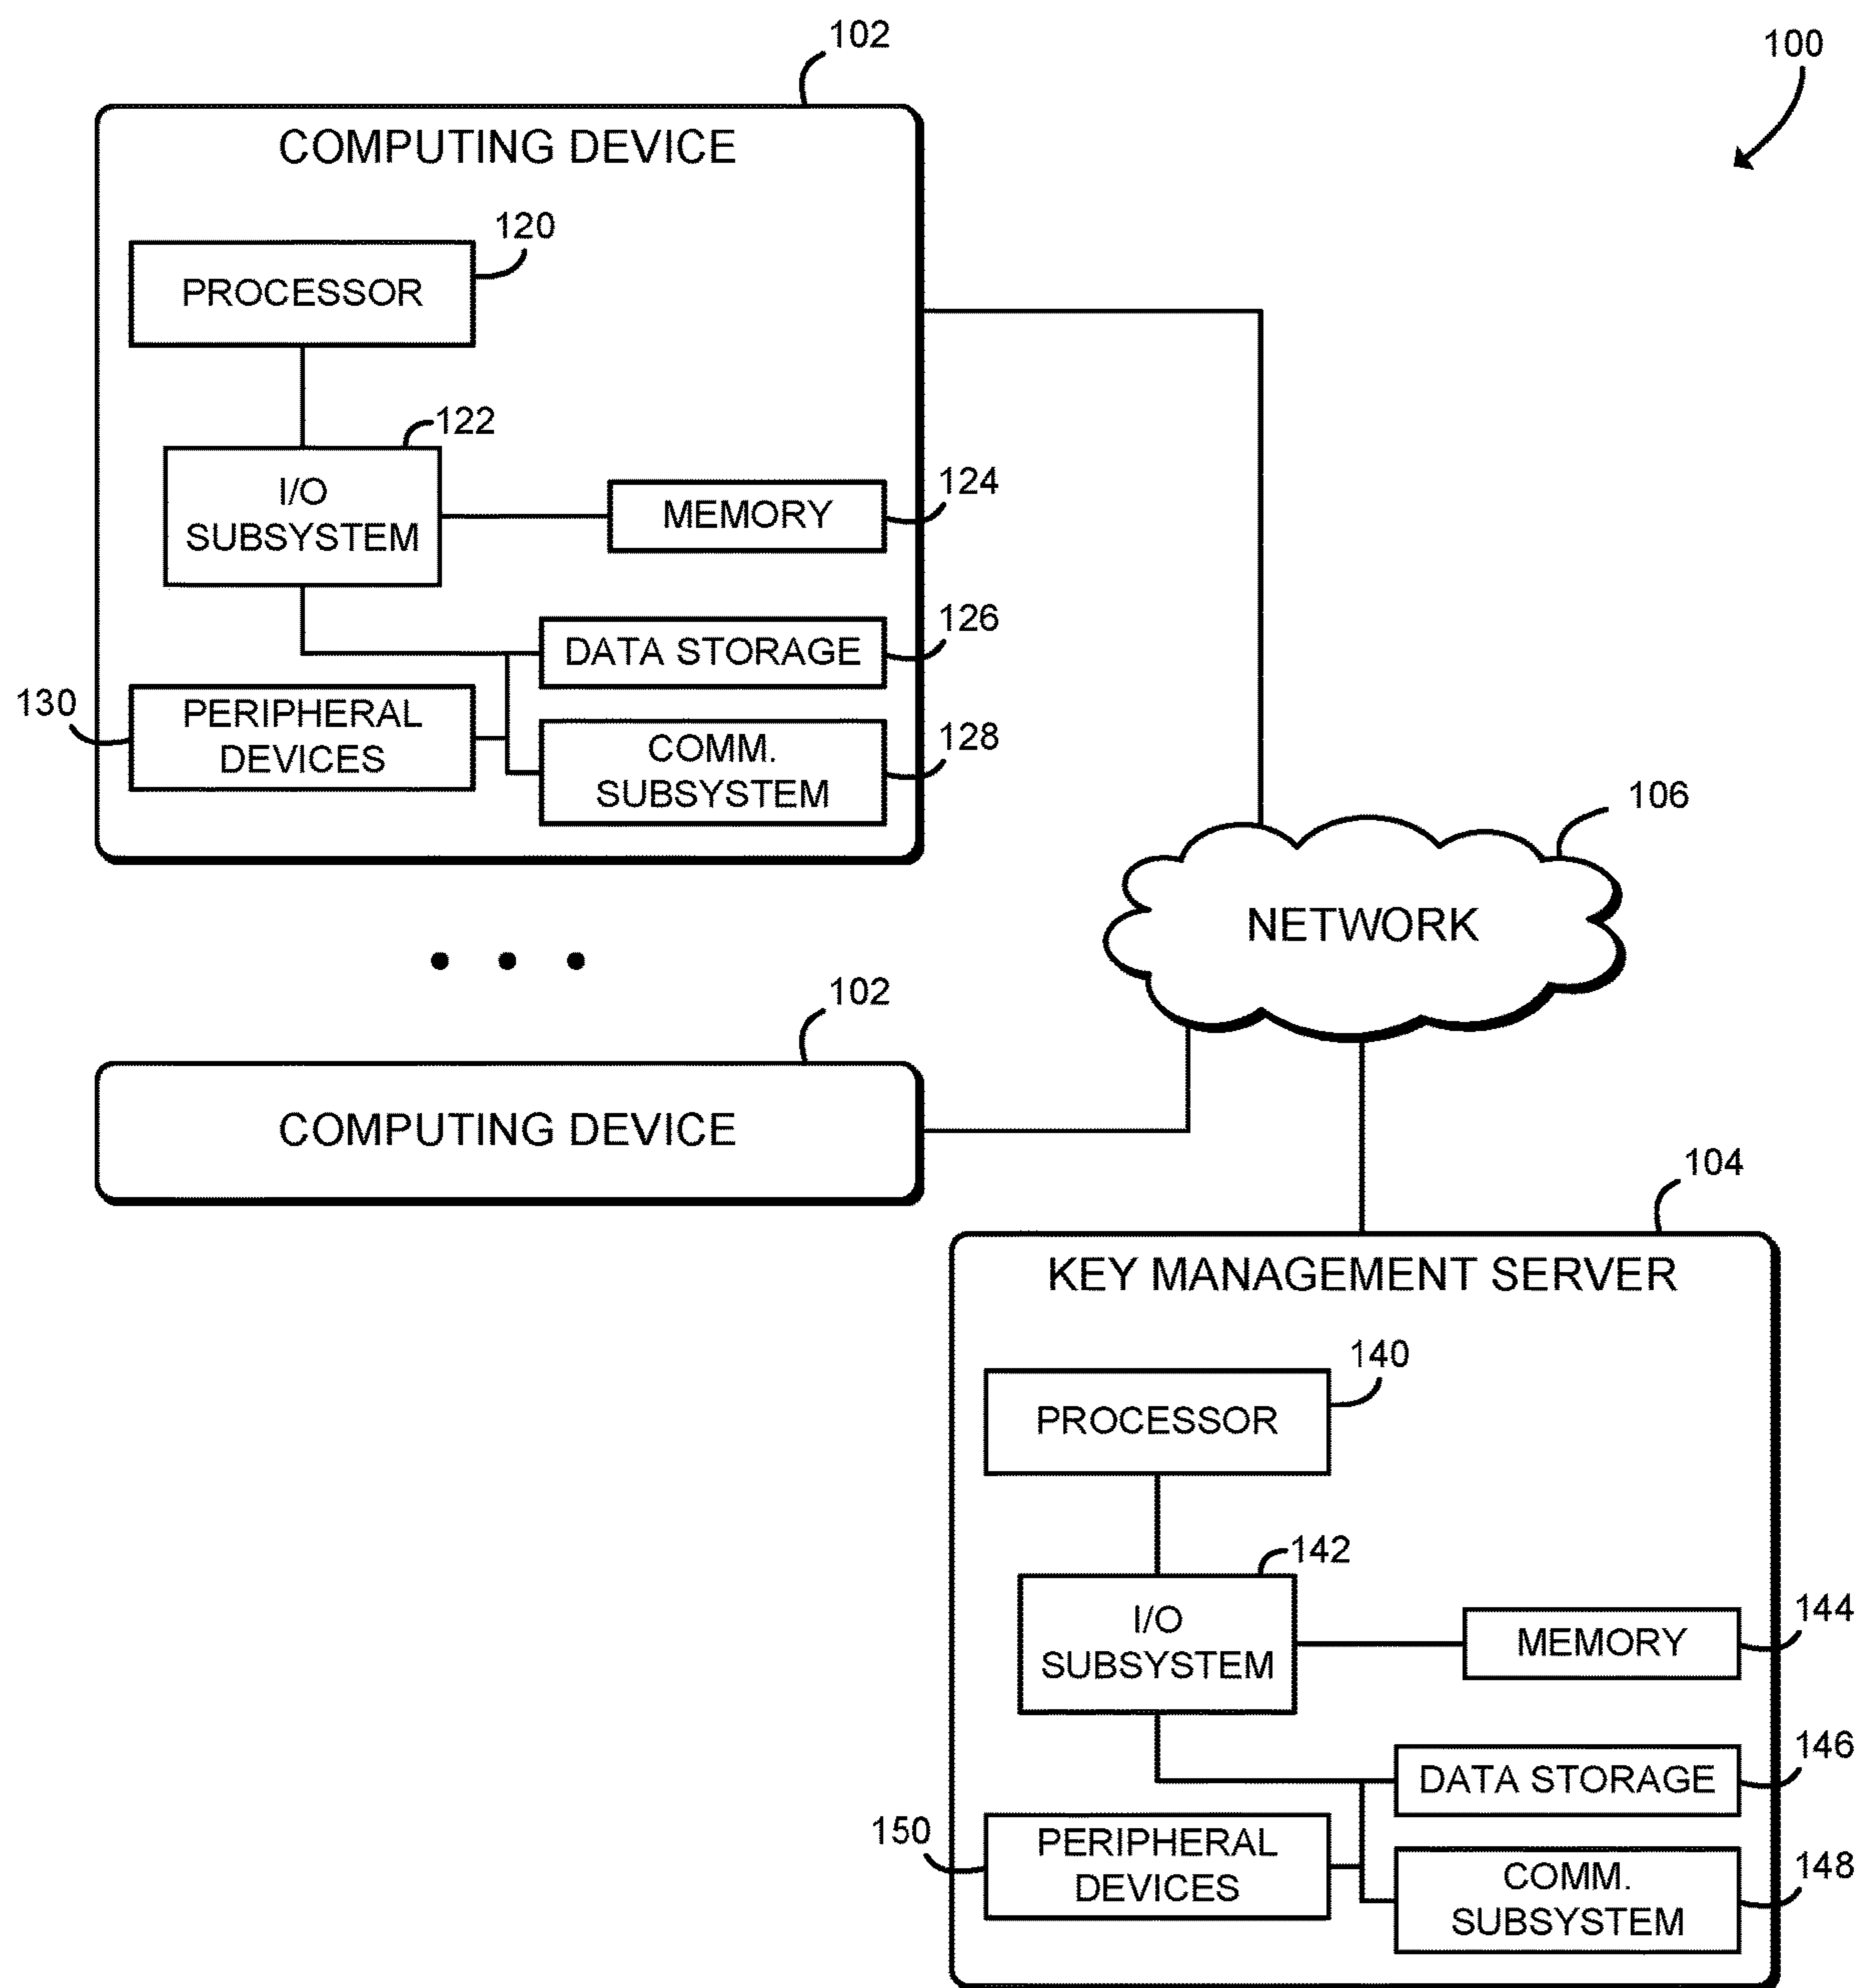 102
100
COMPUTING DEVICE
120
PROCESSOR
122
I/O
SUBSYSTEM
124
MEMORY
126
DATA STORAGE
130
PERIPHERAL
DEVICES
128
COMM.
SUBSYSTEM
106
NETWORK
102
COMPUTING DEVICE
104
KEY MANAGEMENT SERVER
140
PROCESSOR
142
I/O
SUBSYSTEM
144
MEMORY
146
DATA STORAGE
150
PERIPHERAL
DEVICES
148
COMM.
SUBSYSTEM